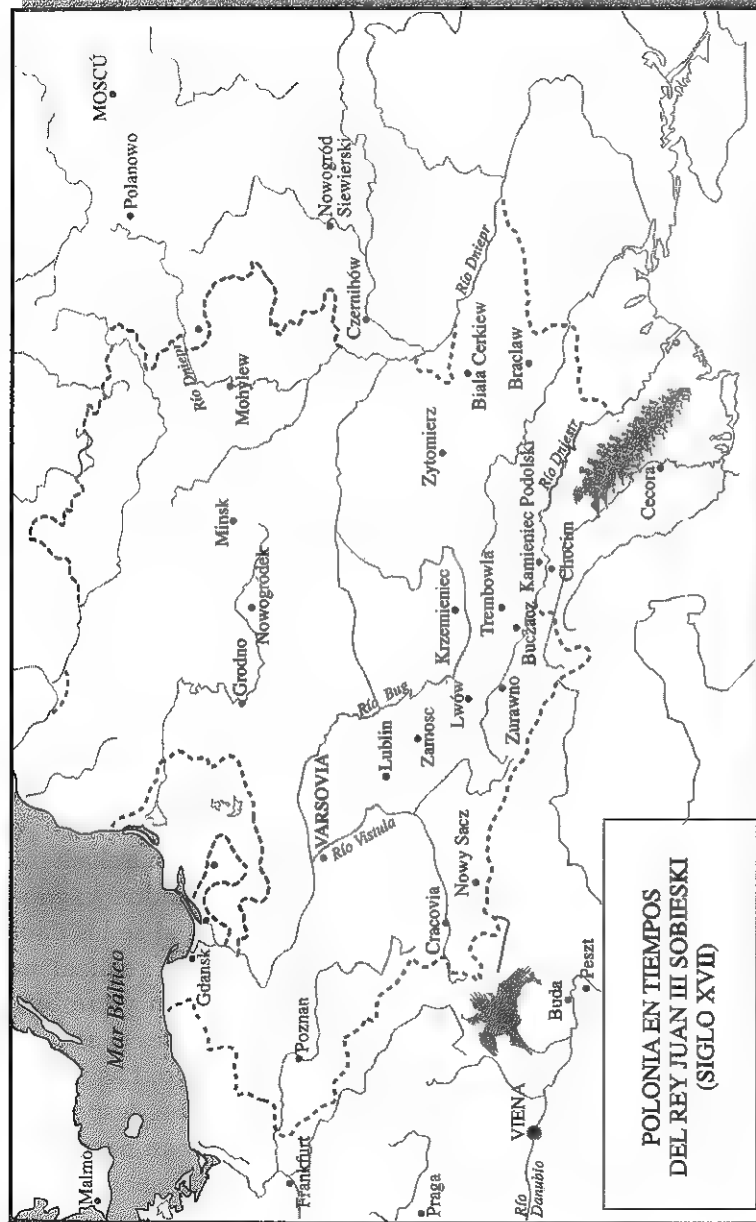 MOSCÚ
Polanowo
Nowogród
Siewierski
Czernihów
Río Dniepr
Mohylew
Río Dniepr
Biala Cerkiew
Braclaw
Zytomierz
Minsk
Nowogródek
Grodno
Kamieniec Podolski
Río Dniestr
Cecora
Chocim
Trembowla
Buczacz
Krzemieniec
Río Bug
Lwów
Zurawno
Lublin
Zamosc
VARSOVIA
Río Vistula
Nowy Sacz
Cracovia
Mar Báltico
Gdansk
Poznan
Malmo
Frankfurt
Praga
VIENA
Río
Danubio
Buda
Peszt
POLONIA EN TIEMPOS
DEL REY JUAN III SOBIESKI
(SIGLO XVII)